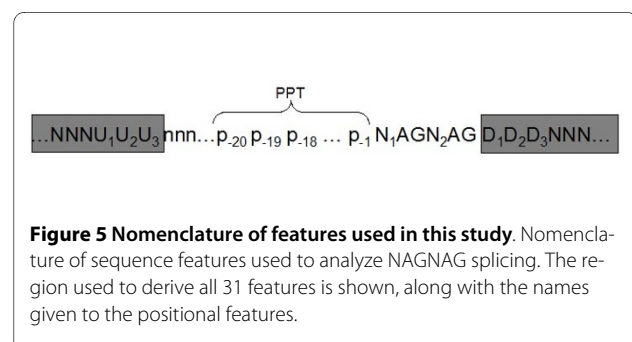 PPT
...NNNU₁U₂U₃nnn...p₋₂₀ p₋₁₉ p₋₁₈ ... p₋₁ N₁AGN₂AG D₁D₂D₃NNN...
Figure 5 Nomenclature of features used in this study. Nomencla-
ture of sequence features used to analyze NAGNAG splicing. The re-
gion used to derive all 31 features is shown, along with the names
given to the positional features.